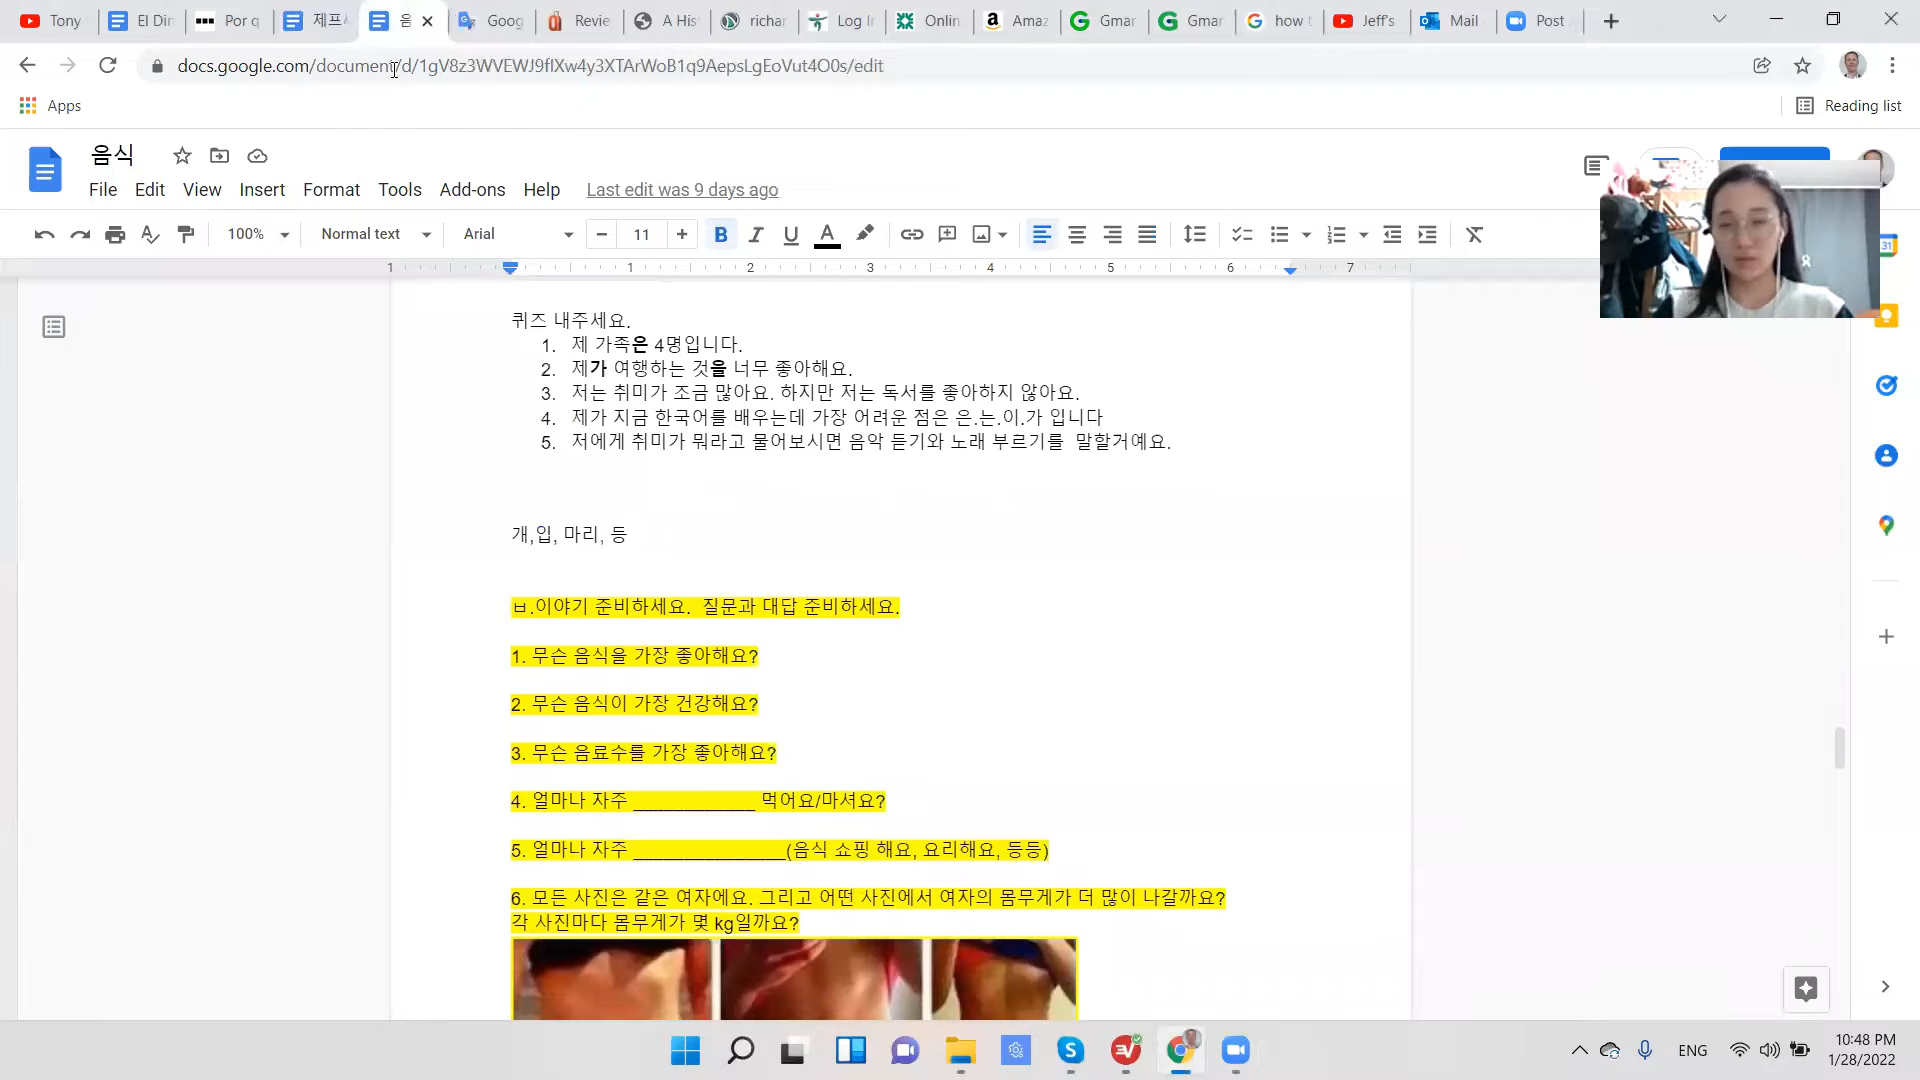 Tony
El Din
Por q
제프
음
Goog
Revie
A His
richar
Log In
Onlin
Amaz
Gmar
Gmar
how t
Jeff's
Mail
Post
docs.google.com/document/d/1gV8z3WVEWJ9flXw4y3XTArWoB1q9AepsLgEoVut4O0s/edit
Apps
Reading list
음식
File Edit View Insert Format Tools Add-ons Help Last edit was 9 days ago
100% Normal text Arial 11
1 1 2 3 4 5 6 7
31
퀴즈 내주세요.
1. 제 가족은 4명입니다.
2. 제가 여행하는 것을 너무 좋아해요.
3. 저는 취미가 조금 많아요. 하지만 저는 독서를 좋아하지 않아요.
4. 제가 지금 한국어를 배우는데 가장 어려운 점은 은.는.이.가 입니다
5. 저에게 취미가 뭐라고 물어보시면 음악 듣기와 노래 부르기를 말할거예요.
개,입, 마리, 등
ㅂ.이야기 준비하세요. 질문과 대답 준비하세요.
1. 무슨 음식을 가장 좋아해요?
2. 무슨 음식이 가장 건강해요?
3. 무슨 음료수를 가장 좋아해요?
4. 얼마나 자주 ____________ 먹어요/마셔요?
5. 얼마나 자주 _______________(음식 쇼핑 해요, 요리해요, 등등)
6. 모든 사진은 같은 여자에요. 그리고 어떤 사진에서 여자의 몸무게가 더 많이 나갈까요?
각 사진마다 몸무게가 몇 kg일까요?
ENG
10:48 PM
1/28/2022